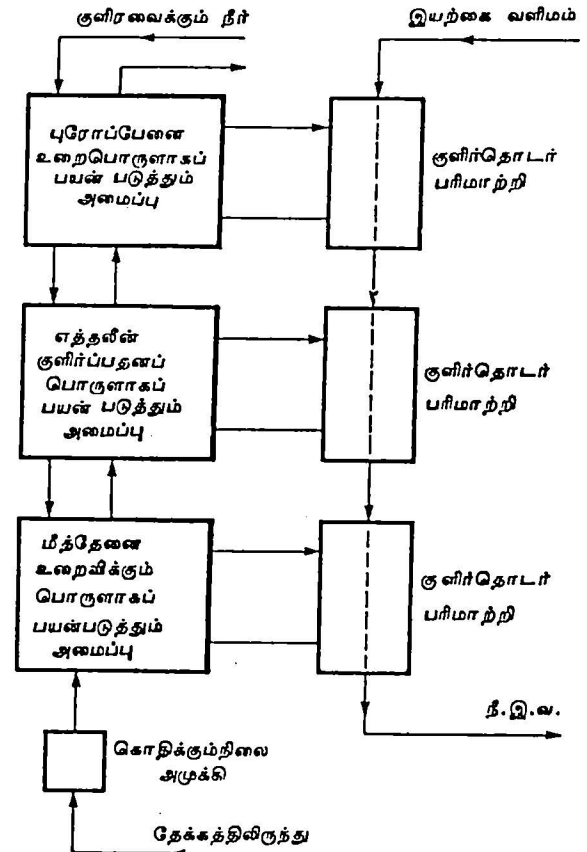 குளிரவைக்கும் நீர்
இயற்கை வளிமம்
புரோப்பேனை
உறைபொருளாகப்
பயன் படுத்தும்
அமைப்பு
குளிர்தொடர்
பரிமாற்றி
எத்தலீன்
குளிர்ப்பதனப்
பொருளாகப்
பயன் படுத்தும்
அமைப்பு
குளிர்தொடர்
பரிமாற்றி
மீத்தேனை
உறைவிக்கும்
பொருளாகப்
பயன்படுத்தும்
அமைப்பு
குளிர்தொடர்
பரிமாற்றி
நீ.இ.வ.
கொதிக்கும்நிலை
அமுக்கி
தேக்கத்திலிருந்து